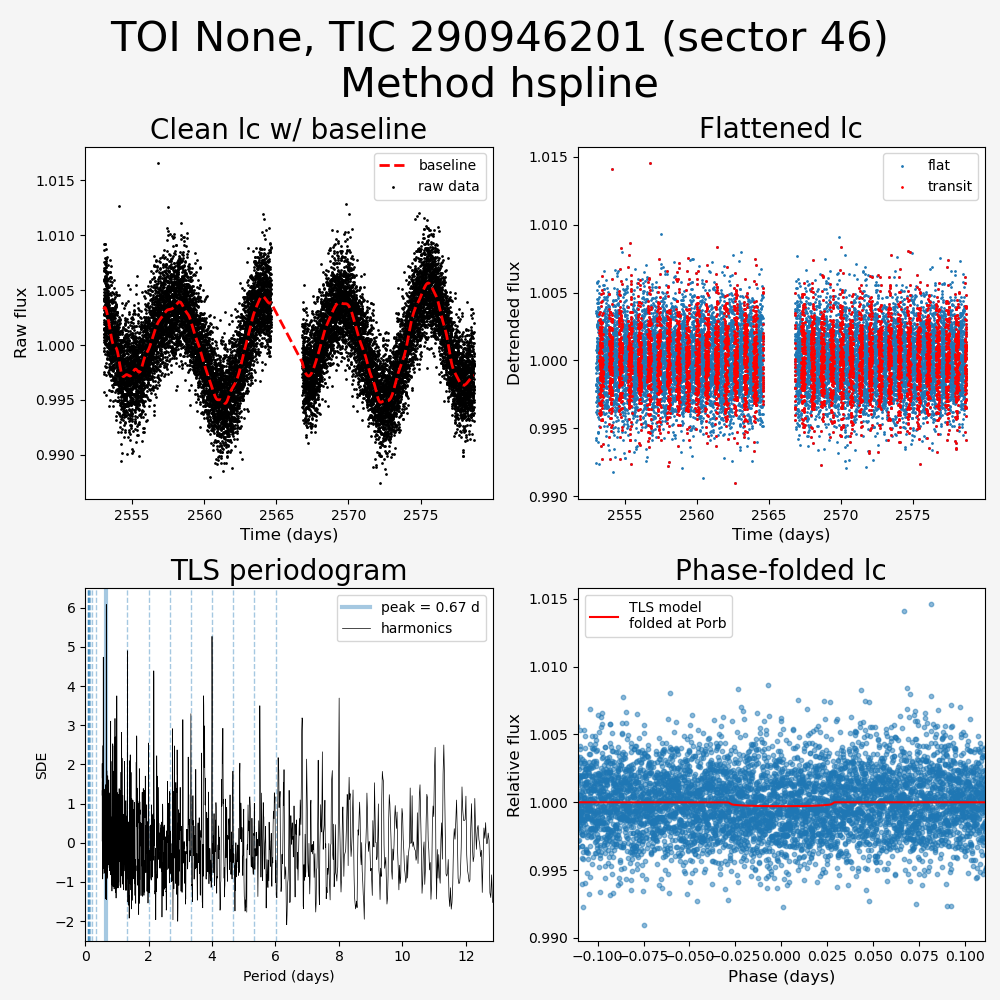 TOI None, TIC 290946201 (sector 46)
Method hspline
Clean lc w/ baseline
baseline
raw data
1.015
1.010
1.005
1.000
0.995
0.990
Raw flux
2555 2560 2565 2570 2575
Time (days)
Flattened lc
flat
transit
1.015
1.010
1.005
1.000
0.995
0.990
Detrended flux
2555 2560 2565 2570 2575
Time (days)
TLS periodogram
peak = 0.67 d
harmonics
6
5
4
3
2
1
0
−1
−2
SDE
0 2 4 6 8 10 12
Period (days)
Phase-folded lc
TLS model
folded at Porb
1.015
1.010
1.005
1.000
0.995
0.990
Relative flux
−0.100 −0.075 −0.050 −0.025 0.000 0.025 0.050 0.075 0.100
Phase (days)